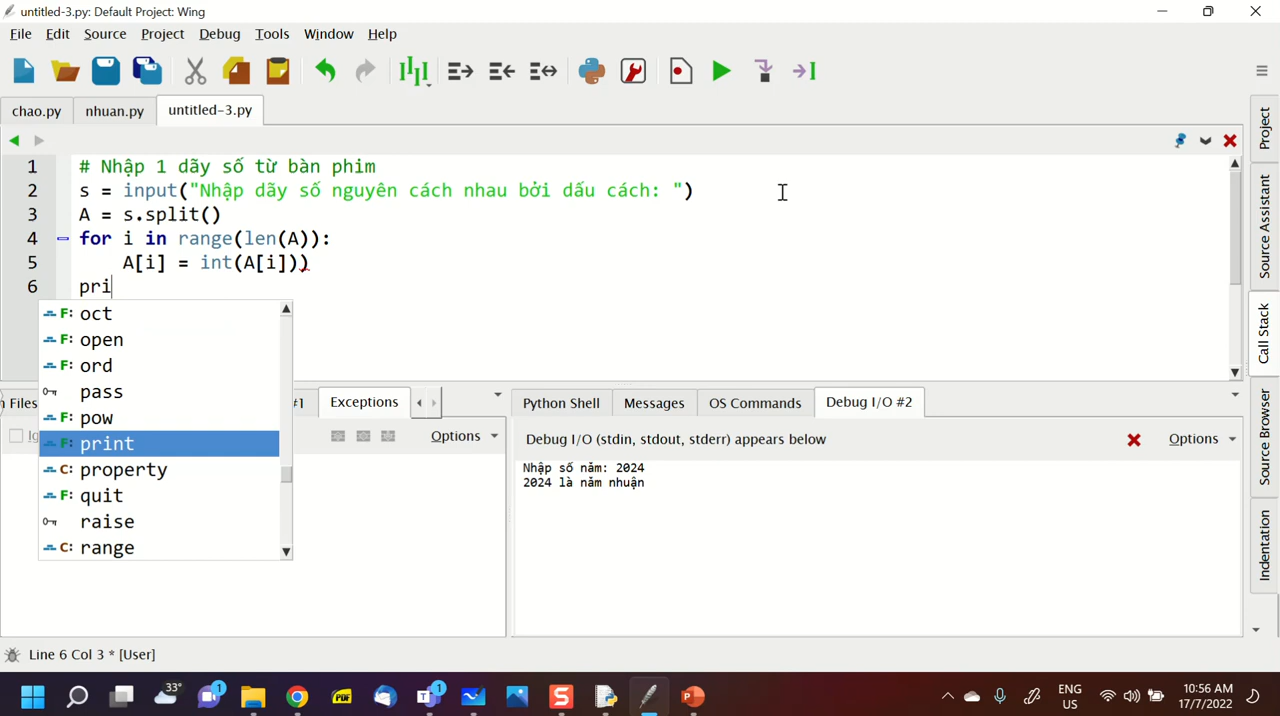 untitled-3.py: Default Project: Wing
File Edit Source Project Debug Tools Window Help
chao.py nhuan.py untitled-3.py
1 # Nhập 1 dãy số từ bàn phim
2 s = input("Nhập dãy số nguyên cách nhau bởi dấu cách: ")
3 A = s.split()
4 for i in range(len(A)):
5 A[i] = int(A[i]))
6 pri
F: oct
F: open
F: ord
pass
F: pow
F: print
C: property
F: quit
raise
C: range
Files #1 Exceptions
Options
Python Shell Messages OS Commands Debug I/O #2
Debug I/O (stdin, stdout, stderr) appears below Options
Nhập số năm: 2024
2024 là năm nhuận
Project
Source Assistant
Call Stack
Source Browser
Indentation
Line 6 Col 3 * [User]
33°
1
PDF
1
ENG
US
10:56 AM
17/7/2022